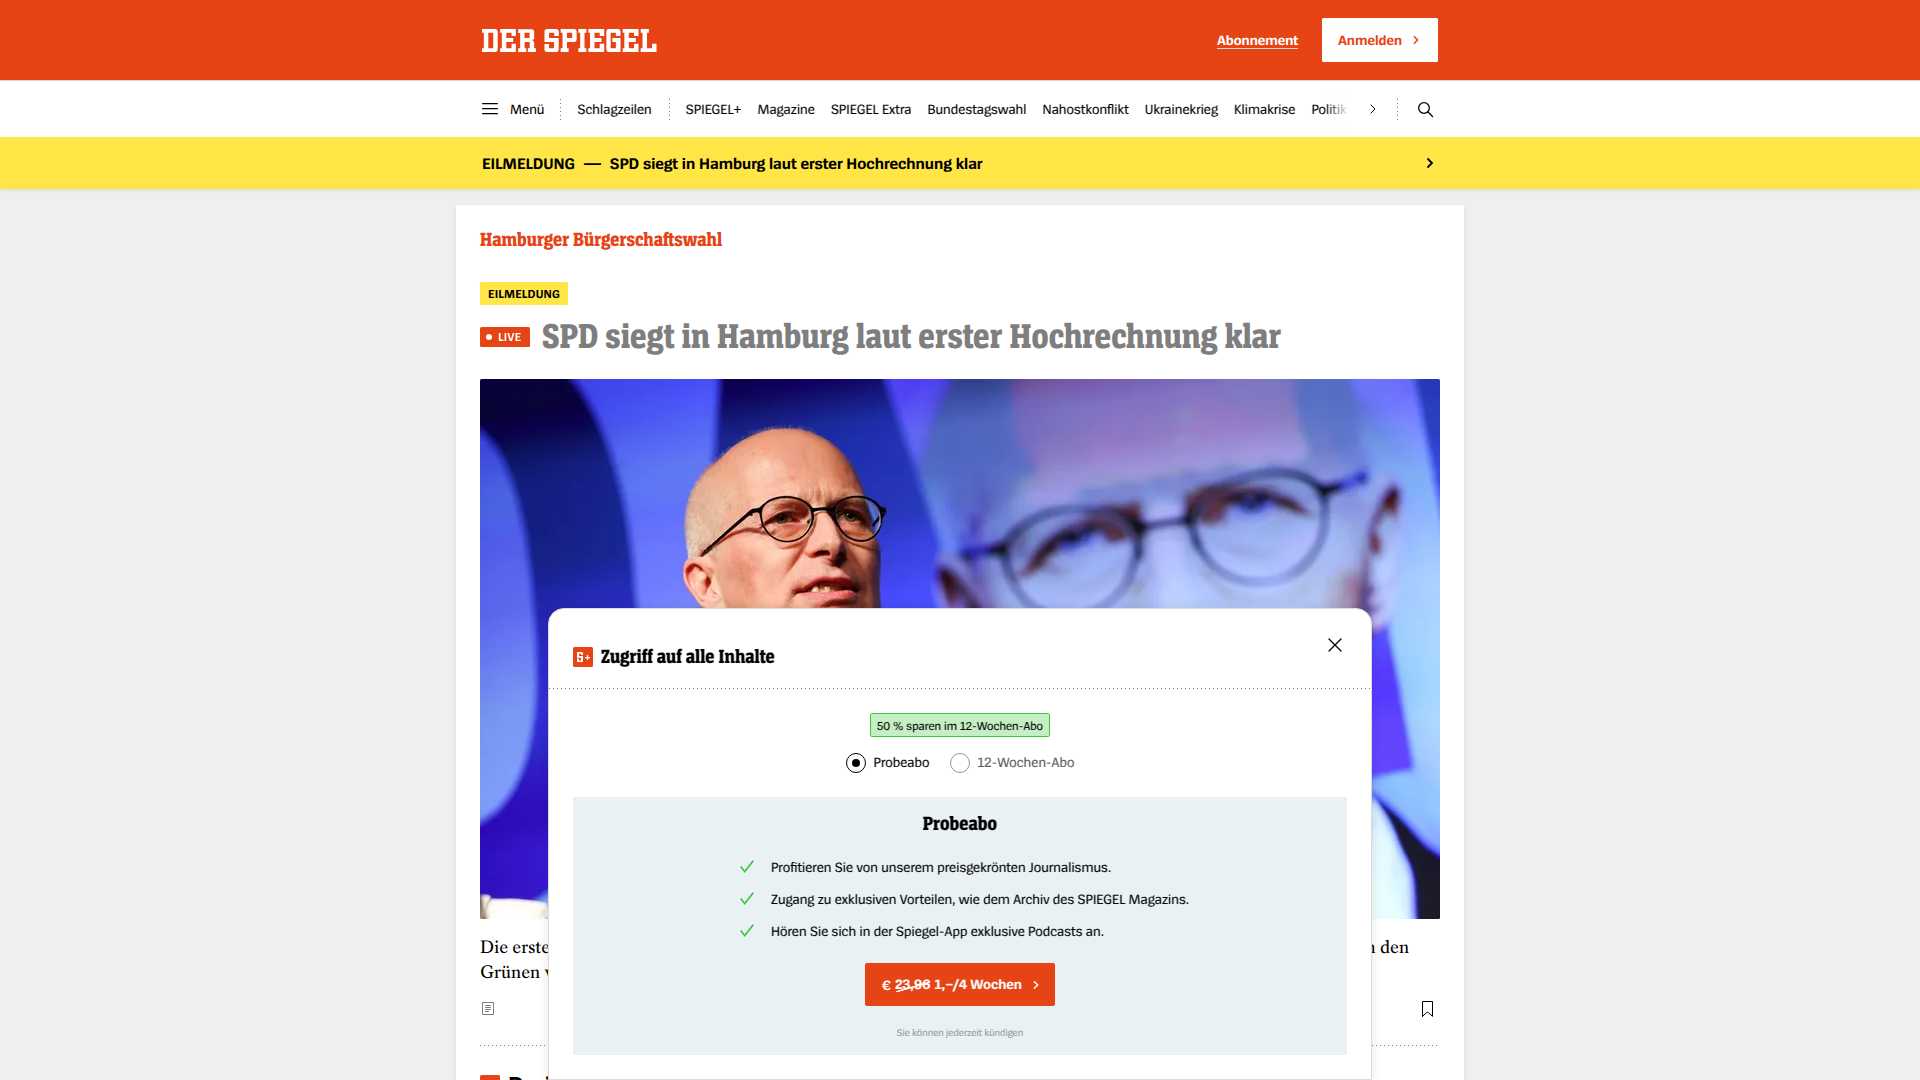 DER SPIEGEL
Abonnement
Anmelden
Menü
Schlagzeilen
SPIEGEL+
Magazine
SPIEGEL Extra
Bundestagswahl
Nahostkonflikt
Ukrainekrieg
Klimakrise
Politik
EILMELDUNG — SPD siegt in Hamburg laut erster Hochrechnung klar
Hamburger Bürgerschaftswahl
EILMELDUNG
LIVE SPD siegt in Hamburg laut erster Hochrechnung klar
Zugriff auf alle Inhalte
50 % sparen im 12-Wochen-Abo
Probeabo
12-Wochen-Abo
Probeabo
Profitieren Sie von unserem preisgekrönten Journalismus.
Zugang zu exklusiven Vorteilen, wie dem Archiv des SPIEGEL Magazins.
Hören Sie sich in der Spiegel-App exklusive Podcasts an.
€ 23,96 1,–/4 Wochen
Sie können jederzeit kündigen
Die erste
den
Grünen